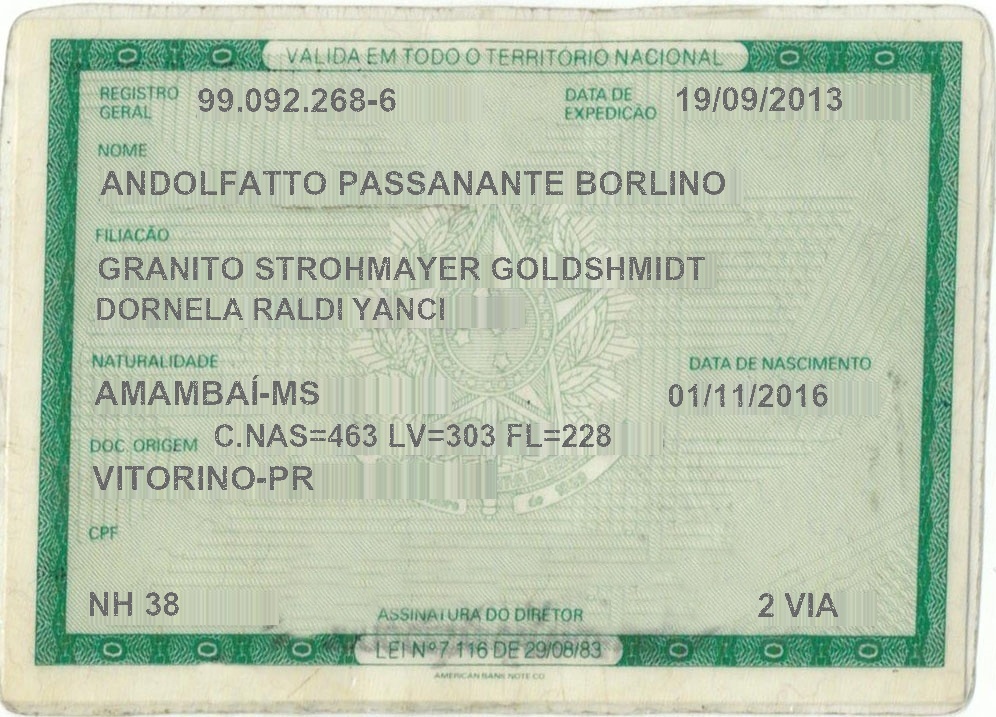 VÁLIDA EM TODO O TERRITÓRIO NACIONAL
REGISTRO GERAL 99.092.268-6 DATA DE EXPEDIÇÃO 19/09/2013
NOME
ANDOLFATTO PASSANANTE BORLINO
FILIAÇÃO
GRANITO STROHMAYER GOLDSHMIDT
DORNELA RALDI YANCI
NATURALIDADE DATA DE NASCIMENTO
AMAMBAÍ-MS 01/11/2016
DOC ORIGEM C.NAS=463 LV=303 FL=228
VITORINO-PR
CPF
NH 38 2 VIA
ASSINATURA DO DIRETOR
LEI Nº 7.116 DE 29/08/83
AMERICAN BANK NOTE CO